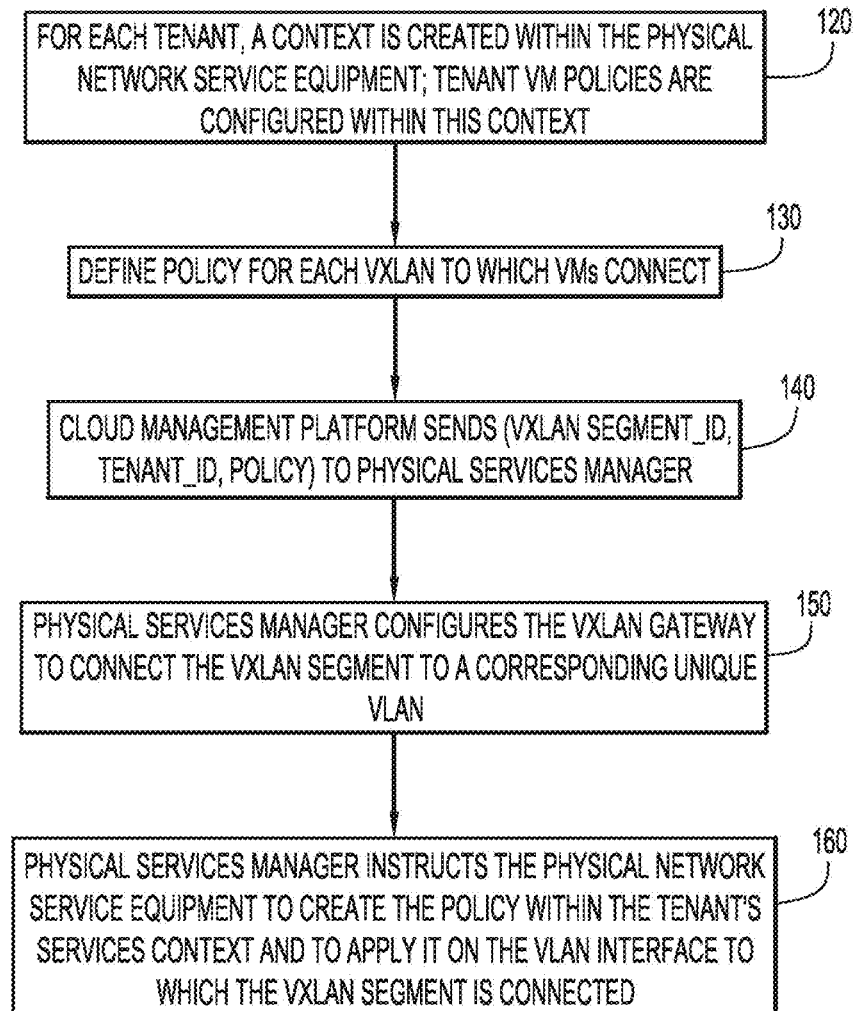 FOR EACH TENANT, A CONTEXT IS CREATED WITHIN THE PHYSICAL
NETWORK SERVICE EQUIPMENT; TENANT VM POLICIES ARE
CONFIGURED WITHIN THIS CONTEXT
120
DEFINE POLICY FOR EACH VXLAN TO WHICH VMs CONNECT
130
CLOUD MANAGEMENT PLATFORM SENDS (VXLAN SEGMENT_ID,
TENANT_ID, POLICY) TO PHYSICAL SERVICES MANAGER
140
PHYSICAL SERVICES MANAGER CONFIGURES THE VXLAN GATEWAY
TO CONNECT THE VXLAN SEGMENT TO A CORRESPONDING UNIQUE
VLAN
150
PHYSICAL SERVICES MANAGER INSTRUCTS THE PHYSICAL NETWORK
SERVICE EQUIPMENT TO CREATE THE POLICY WITHIN THE TENANT'S
SERVICES CONTEXT AND TO APPLY IT ON THE VLAN INTERFACE TO
WHICH THE VXLAN SEGMENT IS CONNECTED
160